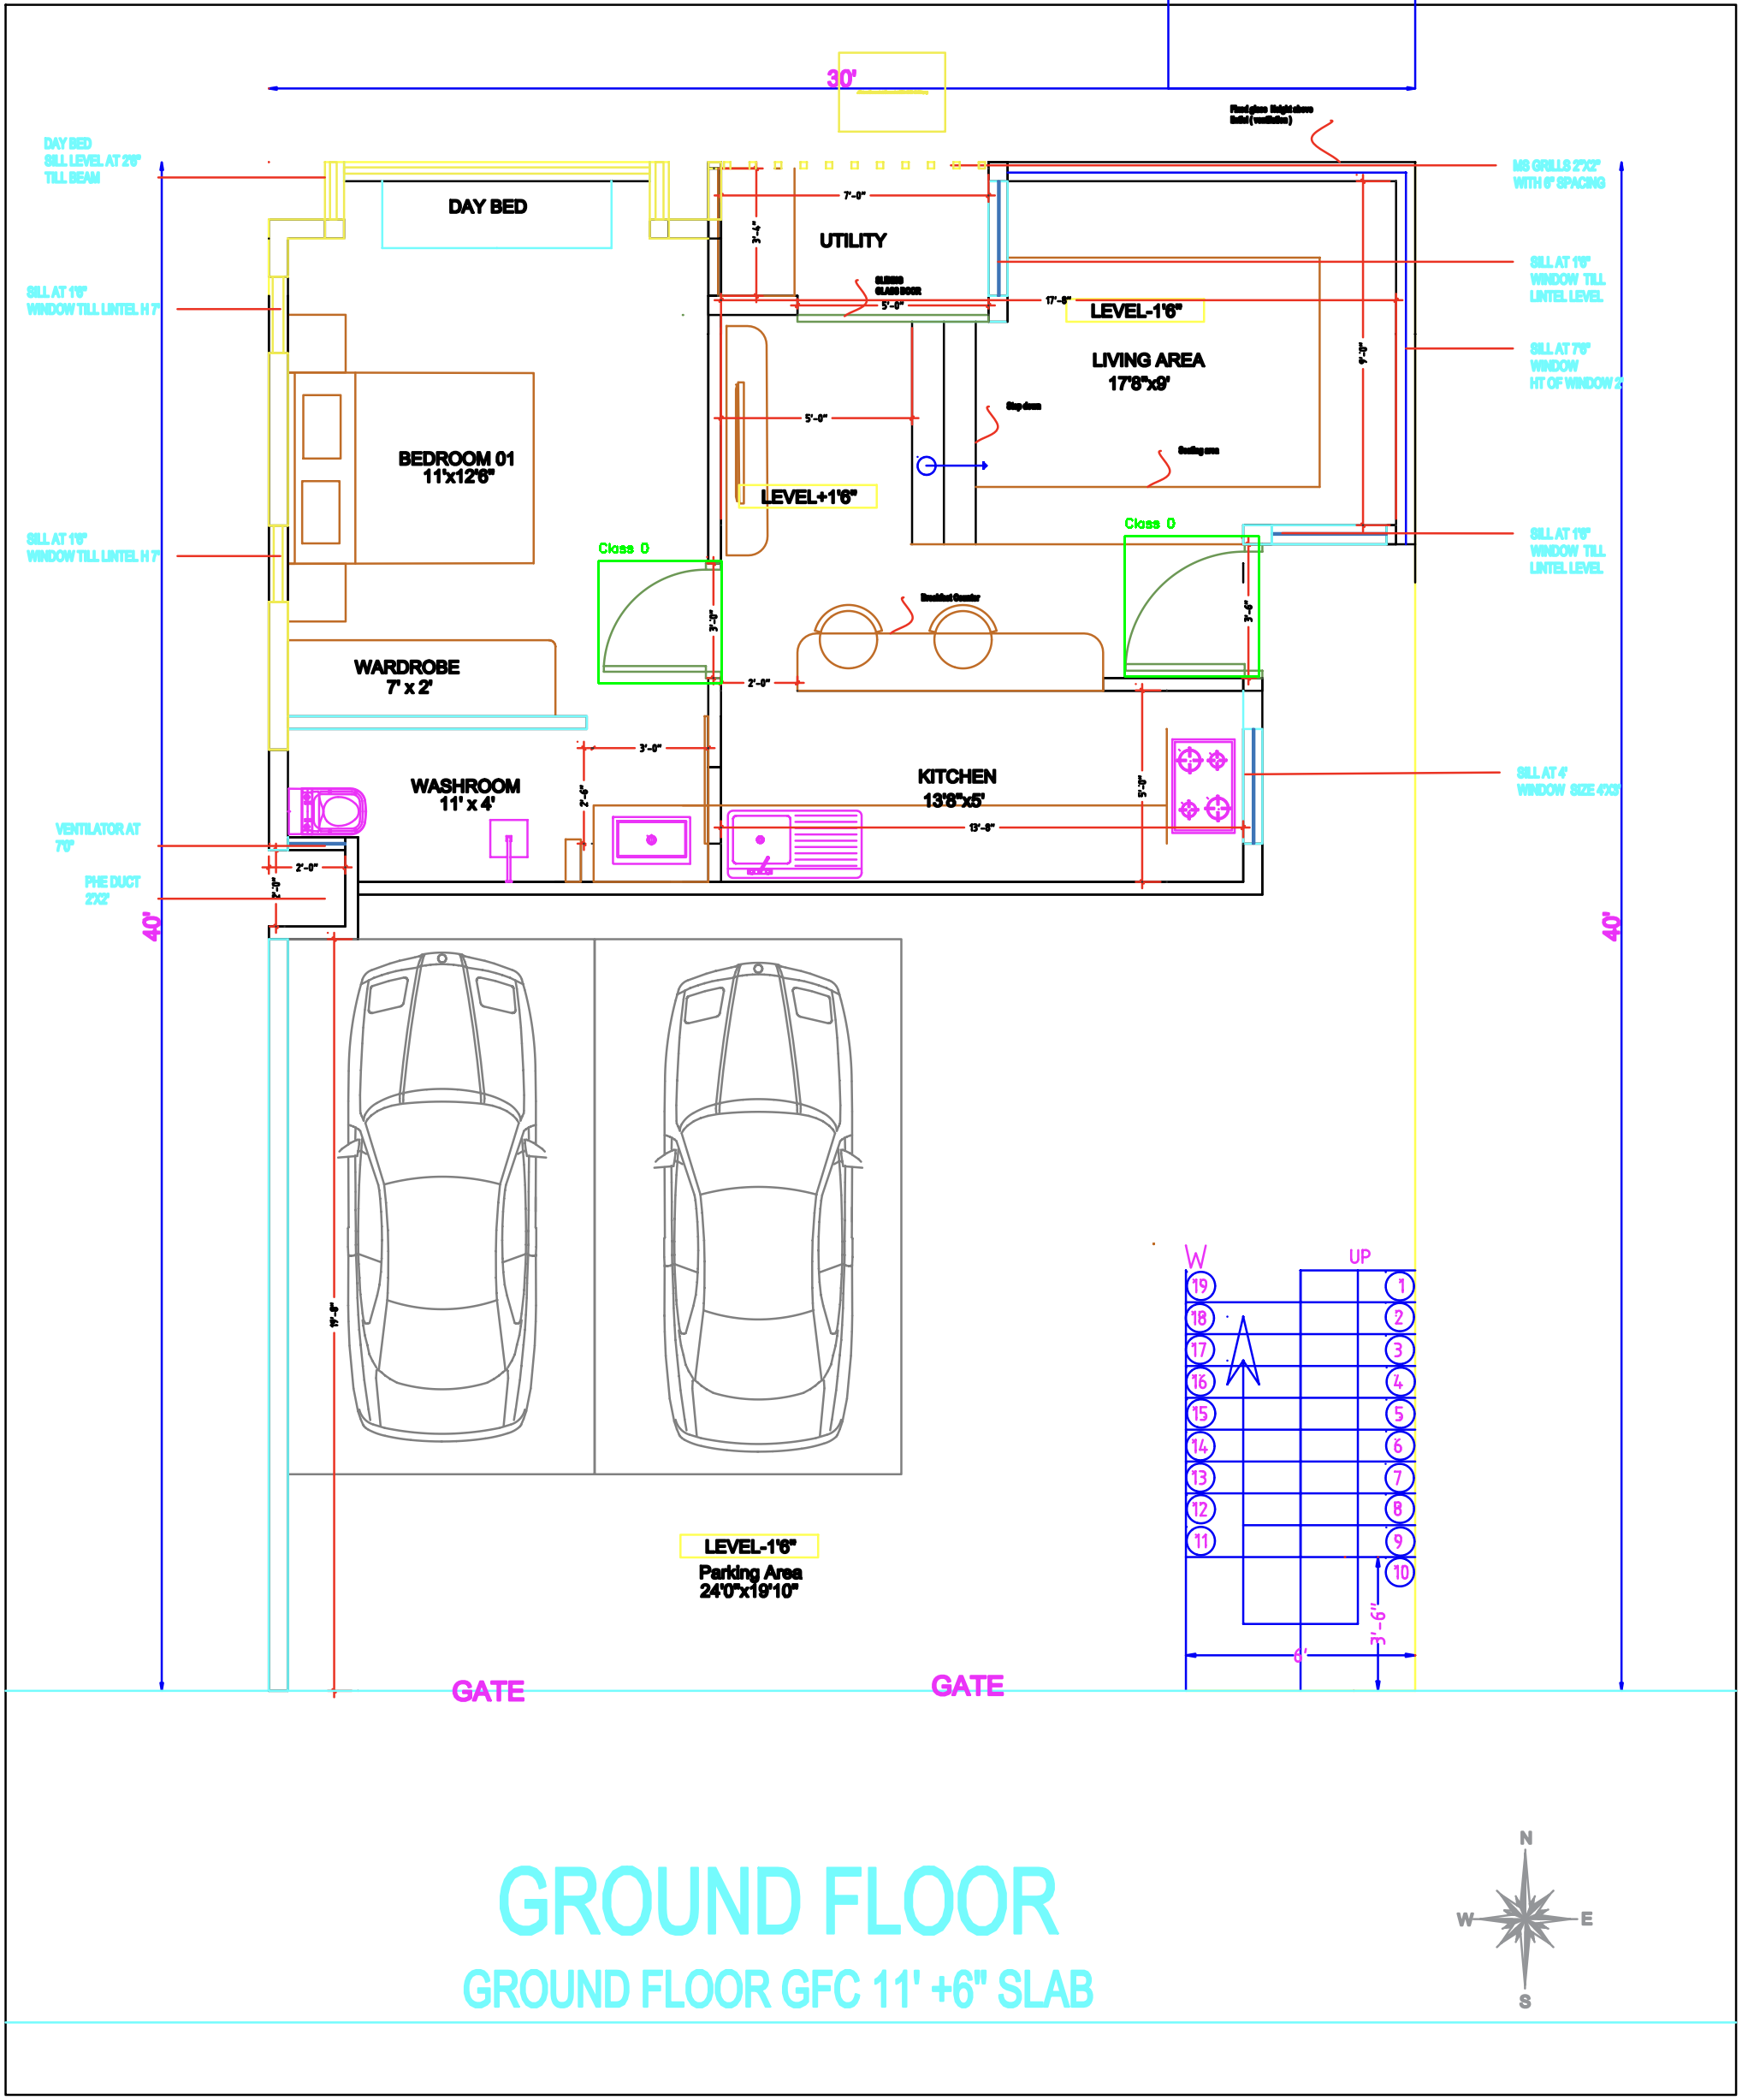 30'
Fixed glass Height above
lintel ( ventilation )
DAY BED
SILL LEVEL AT 2'6"
TILL BEAM
MS GRILLS 2"X2"
WITH 6" SPACING
DAY BED
7'-0"
3'-4"
UTILITY
SLIDING
GLASS DOOR
5'-0"
17'-8"
LEVEL-1'6"
SILL AT 1'6"
WINDOW TILL
LINTEL LEVEL
SILL AT 1'6"
WINDOW TILL LINTEL H 7'
LIVING AREA
17'8"x9'
9'-0"
SILL AT 7'6"
WINDOW
HT OF WINDOW 2'
Step down
5'-0"
Seating area
BEDROOM 01
11'x12'6"
LEVEL+1'6"
SILL AT 1'6"
WINDOW TILL LINTEL H 7'
Class 0
Class 0
SILL AT 1'6"
WINDOW TILL
LINTEL LEVEL
Breakfast Counter
3'-0"
3'-6"
WARDROBE
7' x 2'
2'-0"
3'-0"
WASHROOM
11' x 4'
2'-6"
KITCHEN
13'8"x5'
5'-0"
13'-8"
SILL AT 4'
WINDOW SIZE 4'X3'
VENTILATOR AT
7'0"
2'-0"
2'-0"
PHE DUCT
2'X2'
40'
40'
19'-8"
W
UP
19
1
18
2
17
3
16
4
15
5
14
6
13
7
12
8
11
9
10
LEVEL-1'6"
Parking Area
24'0"x19'10"
3'-6"
6'
GATE
GATE
GROUND FLOOR
GROUND FLOOR GFC 11' +6" SLAB
N
W
E
S